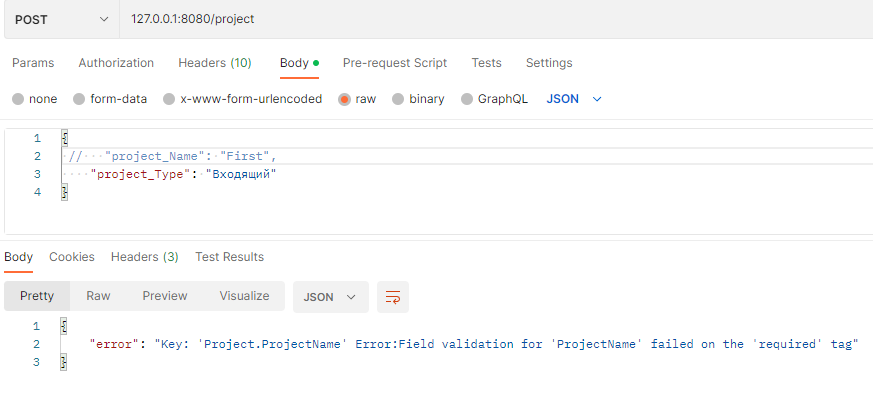 POST 127.0.0.1:8080/project
Params Authorization Headers (10) Body Pre-request Script Tests Settings
none form-data x-www-form-urlencoded raw binary GraphQL JSON
1 {
2 // "project_Name": "First",
3 "project_Type": "Входящий"
4 }
Body Cookies Headers (3) Test Results
Pretty Raw Preview Visualize JSON
1 {
2 "error": "Key: 'Project.ProjectName' Error:Field validation for 'ProjectName' failed on the 'required' tag"
3 }